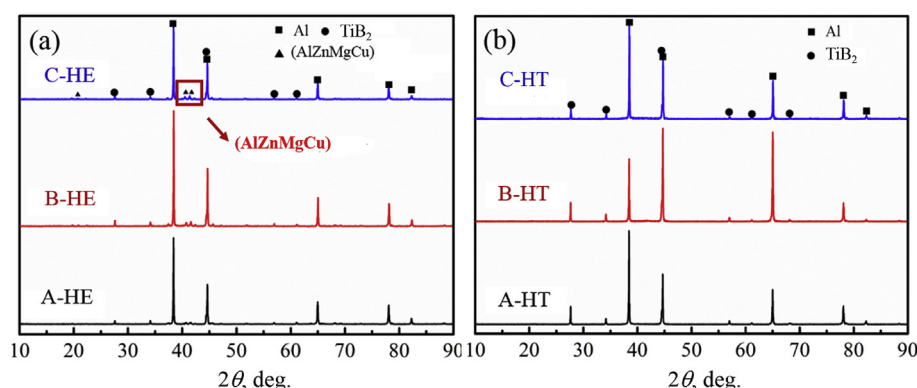 (a)
■ Al ● TiB₂
▲ (AlZnMgCu)
C-HE
(AlZnMgCu)
B-HE
A-HE
10 20 30 40 50 60 70 80 90
2θ, deg.
(b)
■ Al
● TiB₂
C-HT
B-HT
A-HT
10 20 30 40 50 60 70 80 90
2θ, deg.